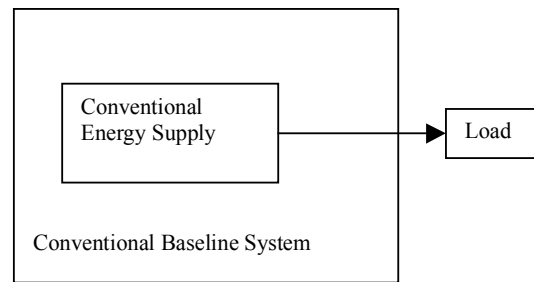 Conventional
Energy Supply
Load
Conventional Baseline System